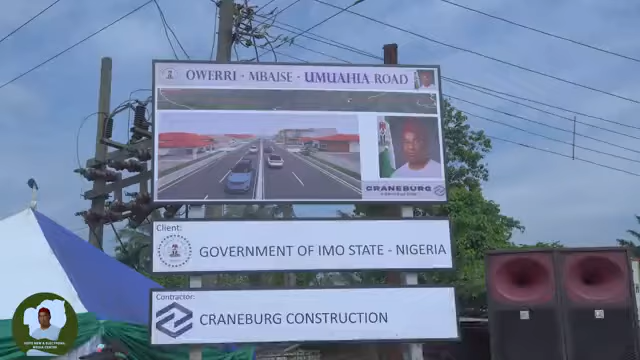 OWERRI - MBAISE - UMUAHIA ROAD
CRANEBURG
Client:
GOVERNMENT OF IMO STATE - NIGERIA
Contractor:
CRANEBURG CONSTRUCTION